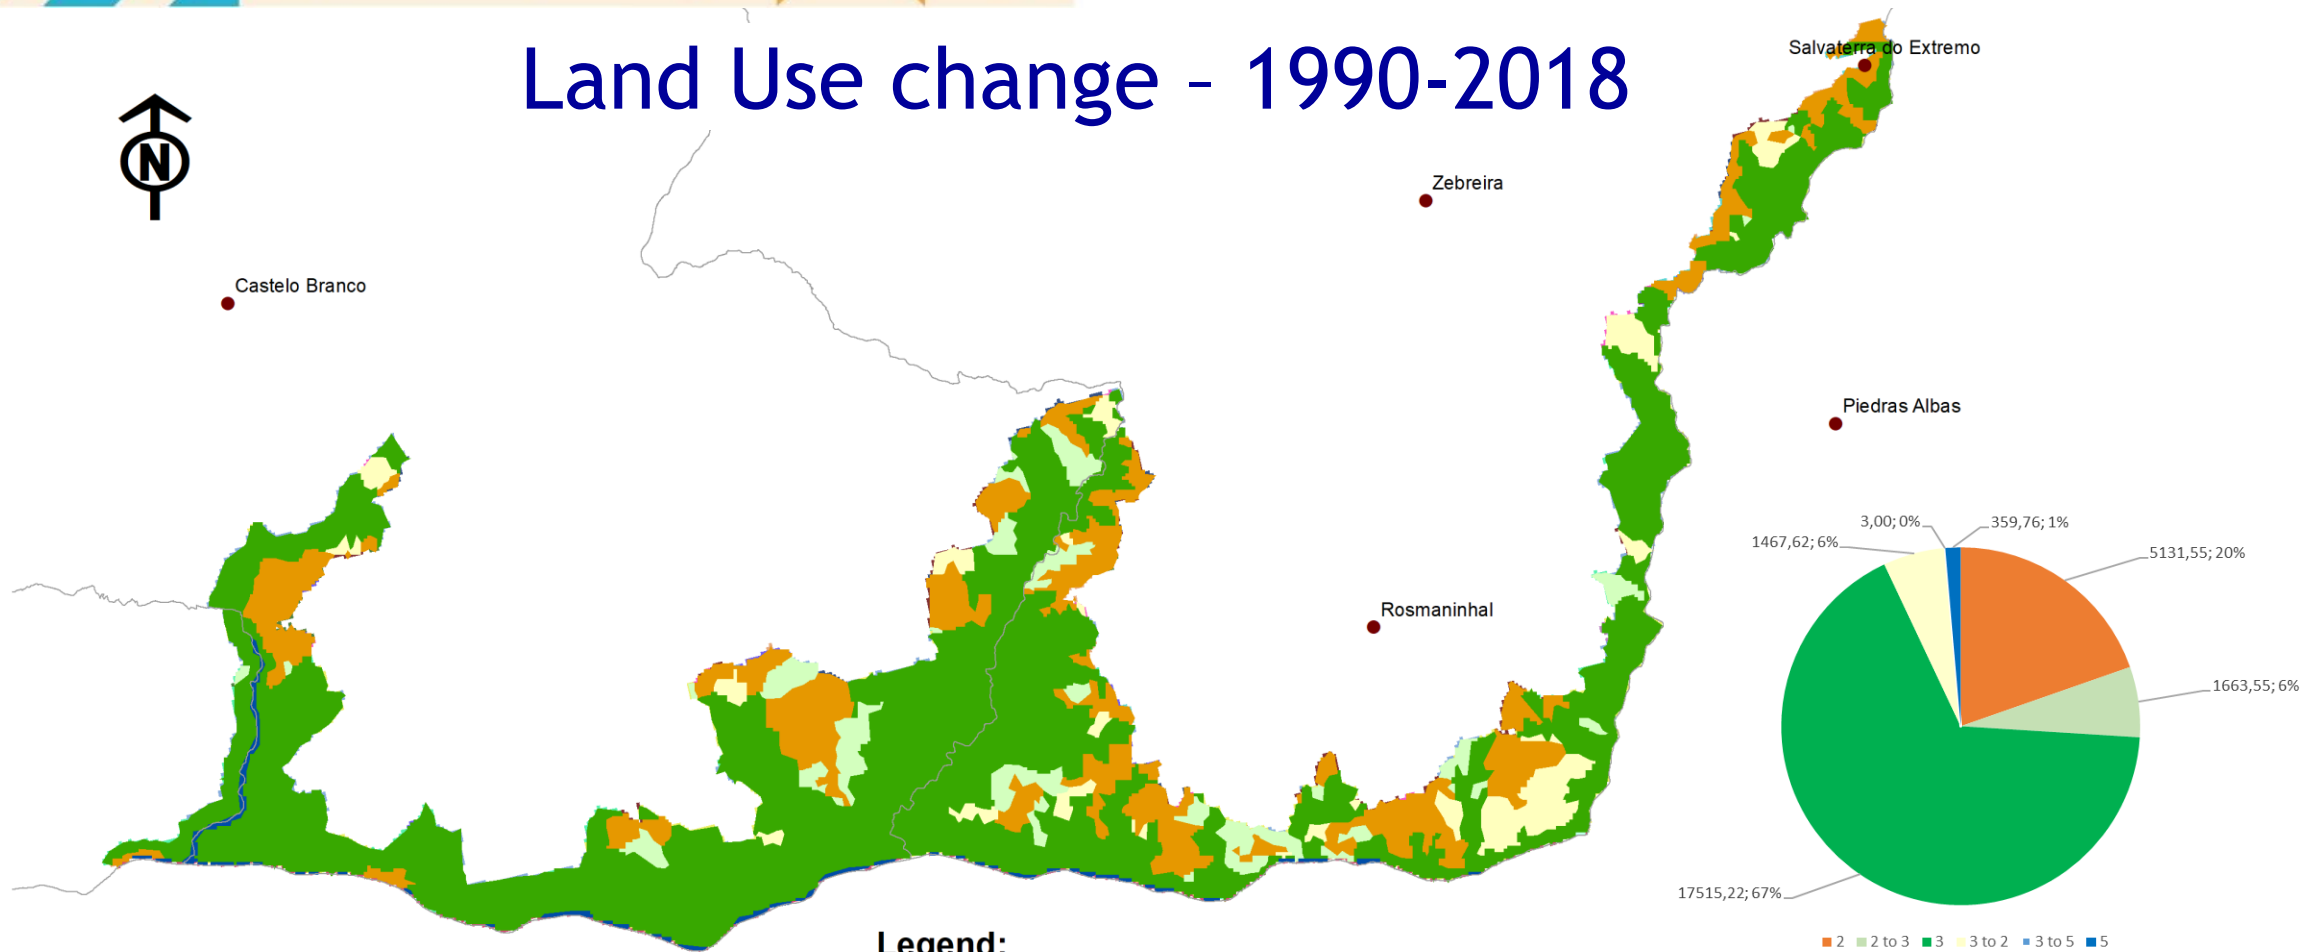 Land Use change – 1990-2018
Salvaterra do Extremo
N
Zebreira
Castelo Branco
Piedras Albas
3,00; 0%
359,76; 1%
1467,62; 6%
5131,55; 20%
Rosmaninhal
1663,55; 6%
17515,22; 67%
Legend:
2 2 to 3 3 3 to 2 3 to 5 5